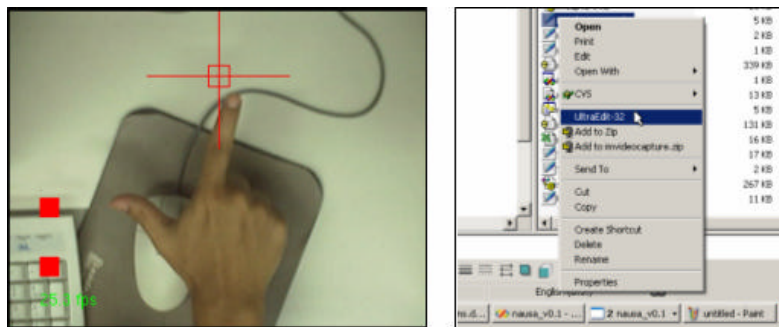 25.3 fps
5 KB
Open
2 KB
Print
1 KB
Edit
339 KB
Open With
1 KB
CVS
13 KB
5 KB
UltraEdit-32
131 KB
Add to Zip
16 KB
Add to imvideocapture.zip
17 KB
Send To
2 KB
267 KB
Cut
11 KB
Copy
Create Shortcut
Delete
Rename
Properties
nausa_v0.1 - ...
2 nausa_v0.1
untitled - Paint